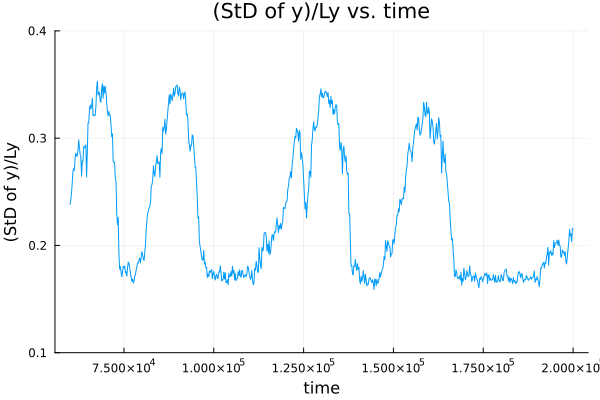 (StD of y)/Ly vs. time
(StD of y)/Ly
0.4
0.3
0.2
0.1
7.500×10⁴ 1.000×10⁵ 1.250×10⁵ 1.500×10⁵ 1.750×10⁵ 2.000×10⁵
time